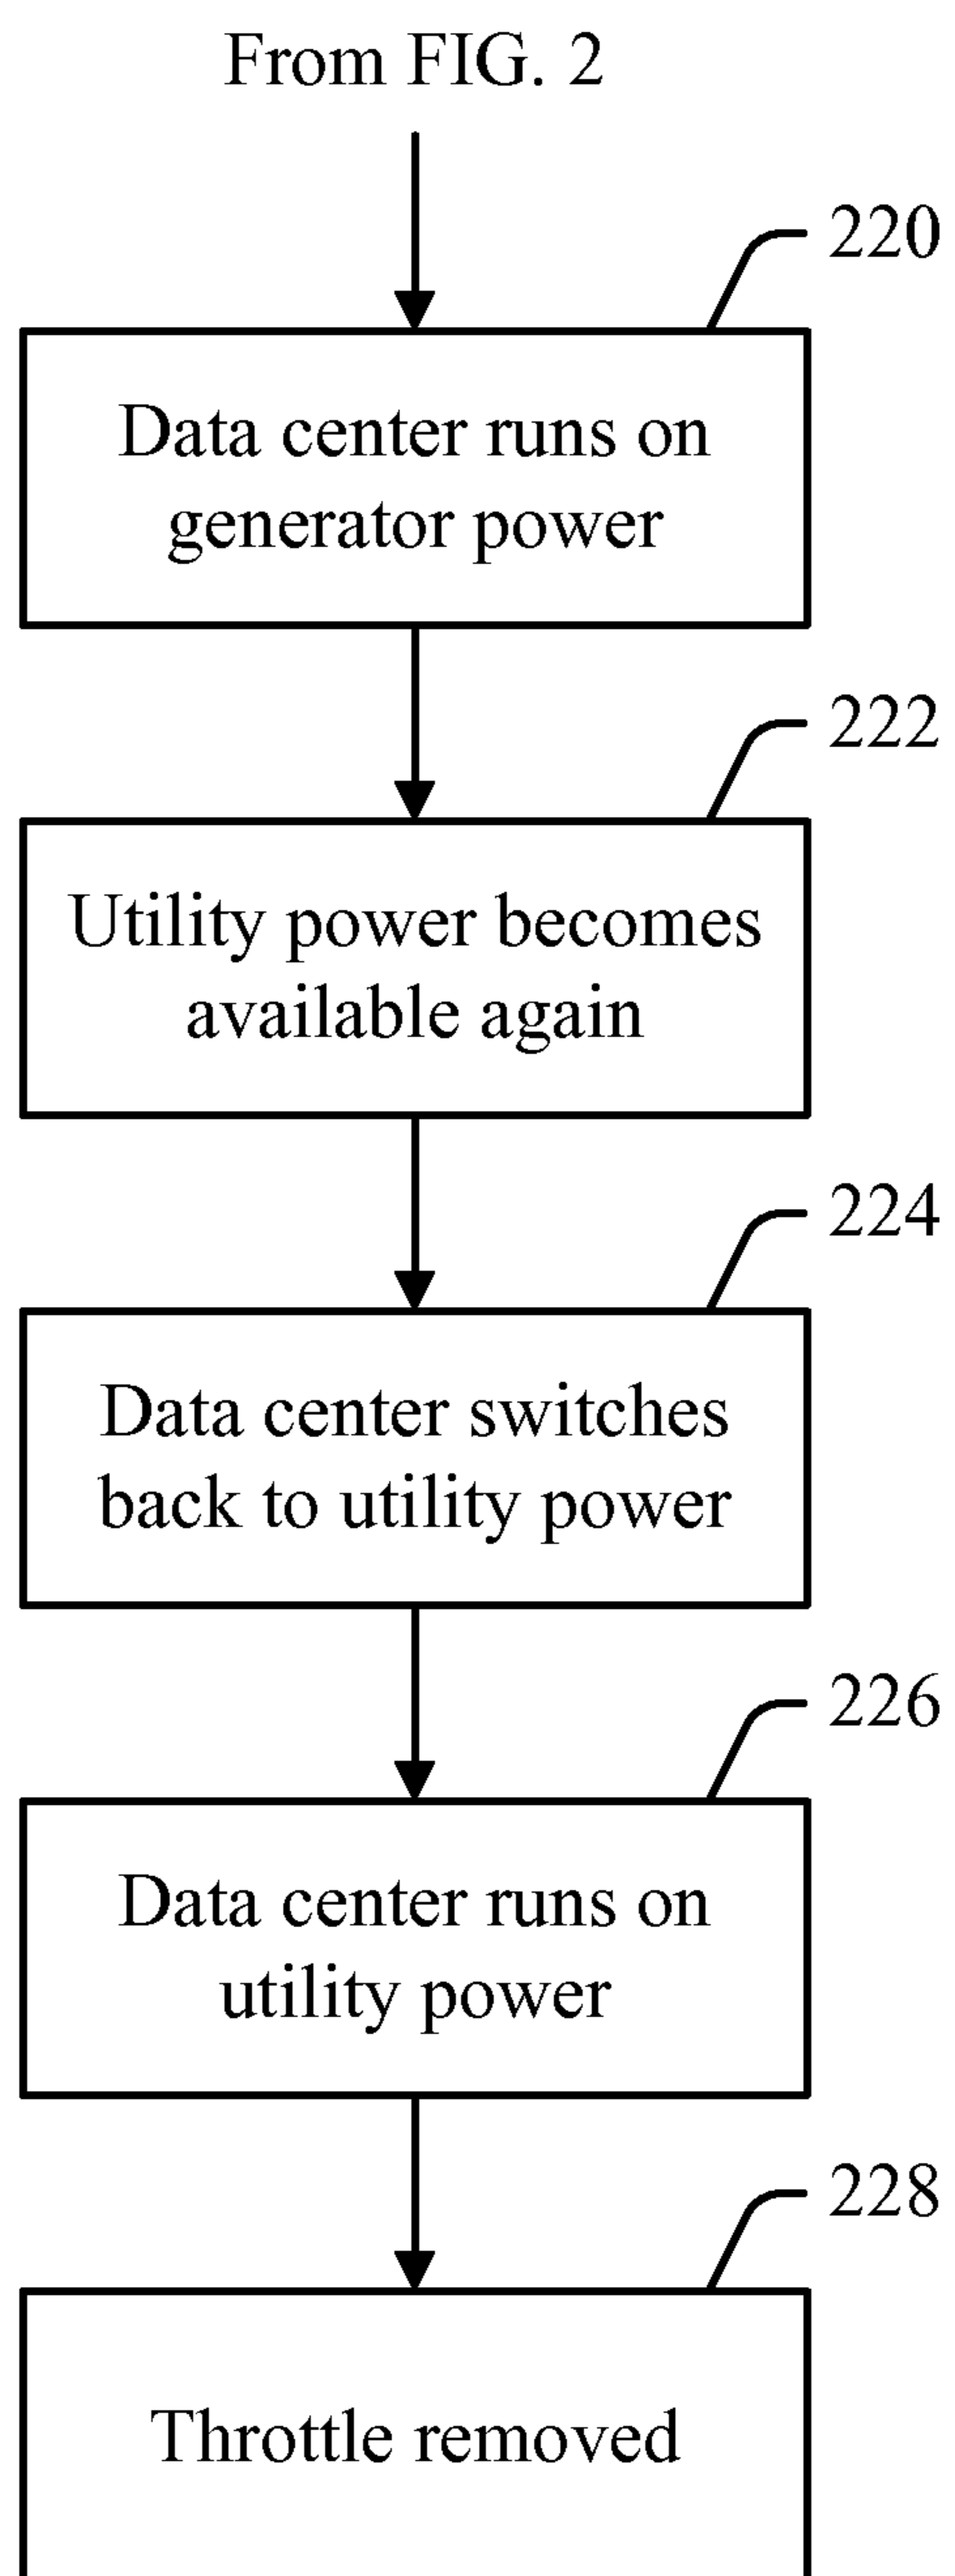 From FIG. 2
220
Data center runs on
generator power
222
Utility power becomes
available again
224
Data center switches
back to utility power
226
Data center runs on
utility power
228
Throttle removed